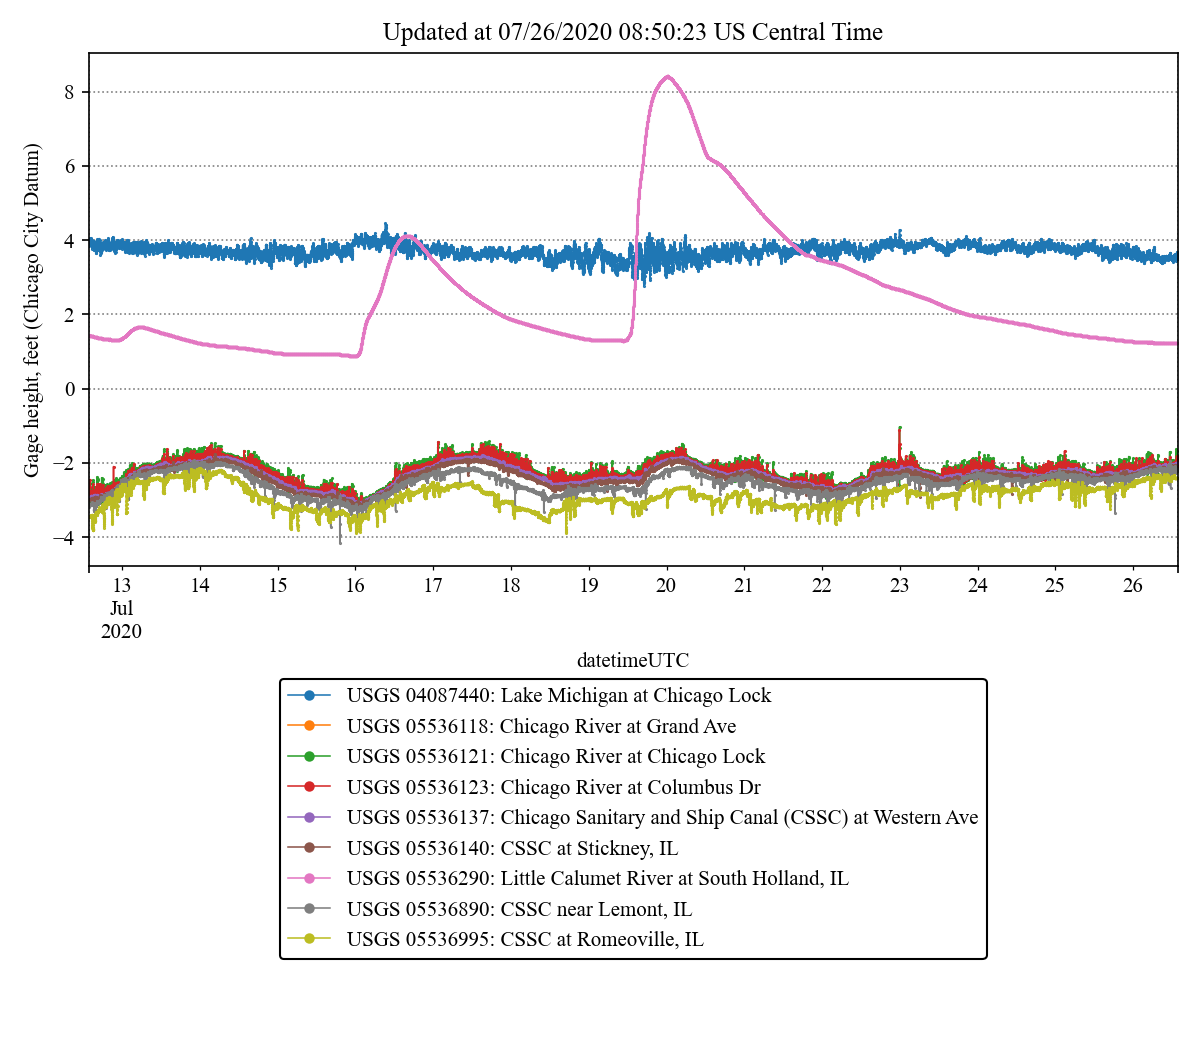 Updated at 07/26/2020 08:50:23 US Central Time
Gage height, feet (Chicago City Datum)
8
6
4
2
0
−2
−4
13 14 15 16 17 18 19 20 21 22 23 24 25 26
Jul
2020
datetimeUTC
USGS 04087440: Lake Michigan at Chicago Lock
USGS 05536118: Chicago River at Grand Ave
USGS 05536121: Chicago River at Chicago Lock
USGS 05536123: Chicago River at Columbus Dr
USGS 05536137: Chicago Sanitary and Ship Canal (CSSC) at Western Ave
USGS 05536140: CSSC at Stickney, IL
USGS 05536290: Little Calumet River at South Holland, IL
USGS 05536890: CSSC near Lemont, IL
USGS 05536995: CSSC at Romeoville, IL